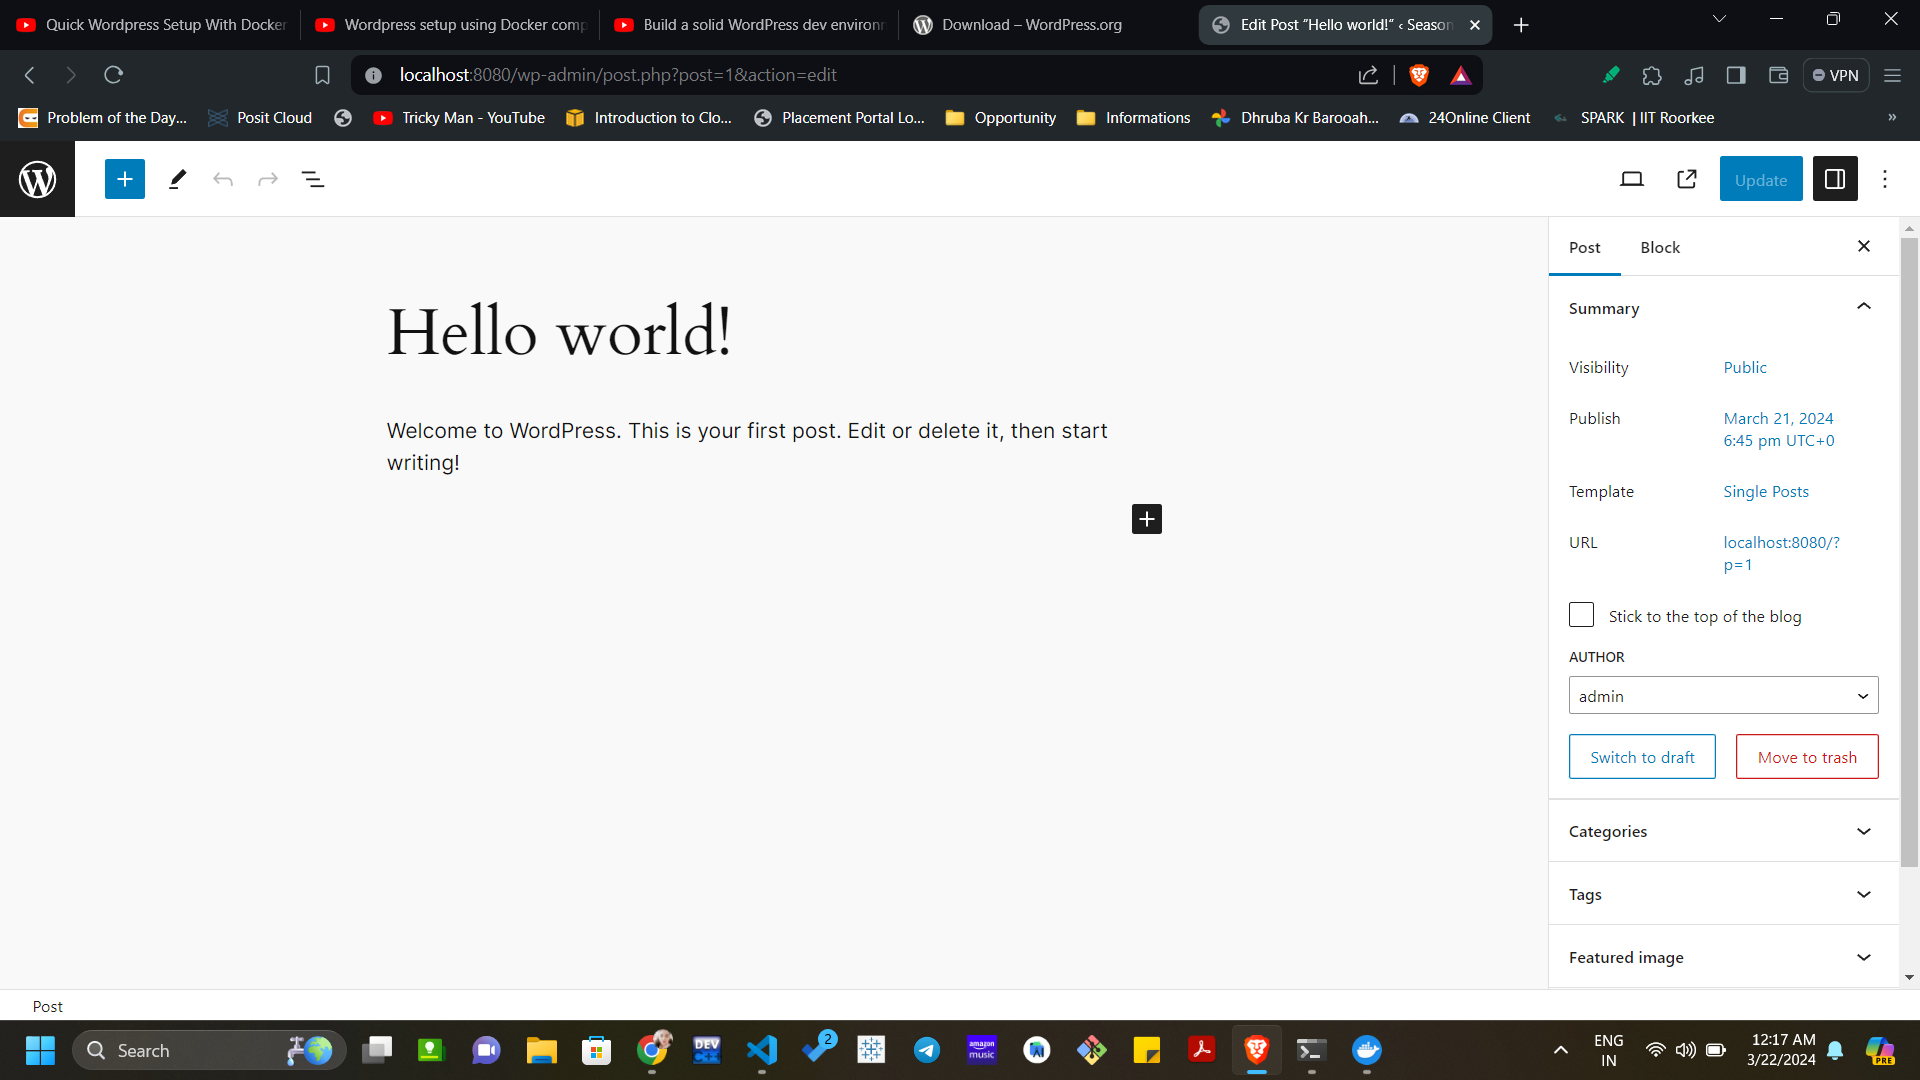 Quick Wordpress Setup With Docker
Wordpress setup using Docker comp
Build a solid WordPress dev environm
Download – WordPress.org
Edit Post "Hello world!" ‹ Season
localhost:8080/wp-admin/post.php?post=1&action=edit
VPN
Problem of the Day...
Posit Cloud
Tricky Man - YouTube
Introduction to Clo...
Placement Portal Lo...
Opportunity
Informations
Dhruba Kr Barooah...
24Online Client
SPARK | IIT Roorkee
»
Update
Post
Block
Hello world!
Welcome to WordPress. This is your first post. Edit or delete it, then start
writing!
Summary
Visibility
Public
Publish
March 21, 2024
6:45 pm UTC+0
Template
Single Posts
URL
localhost:8080/?
p=1
Stick to the top of the blog
AUTHOR
admin
Switch to draft
Move to trash
Categories
Tags
Featured image
Post
Search
DEV
C++
2
amazon
music
ENG
IN
12:17 AM
3/22/2024
PRE